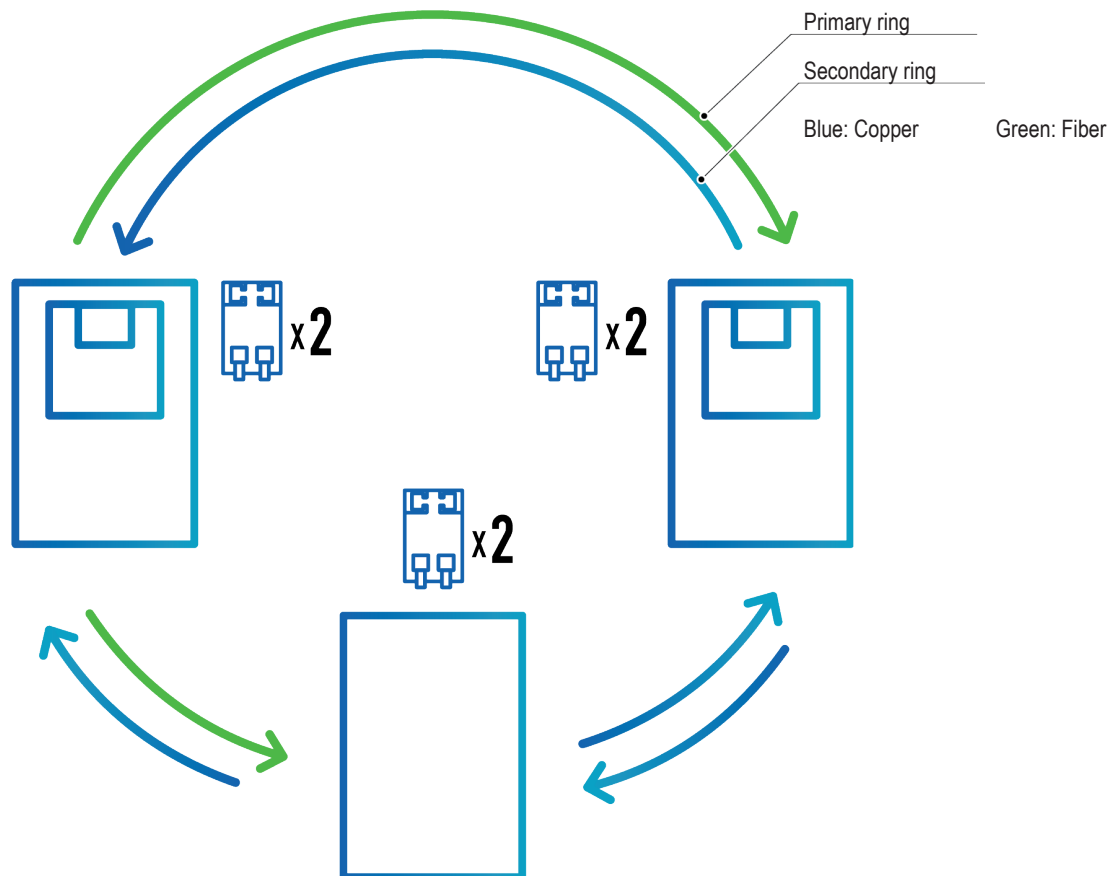 Primary ring
Secondary ring
Blue: Copper Green: Fiber
x2
x2
x2